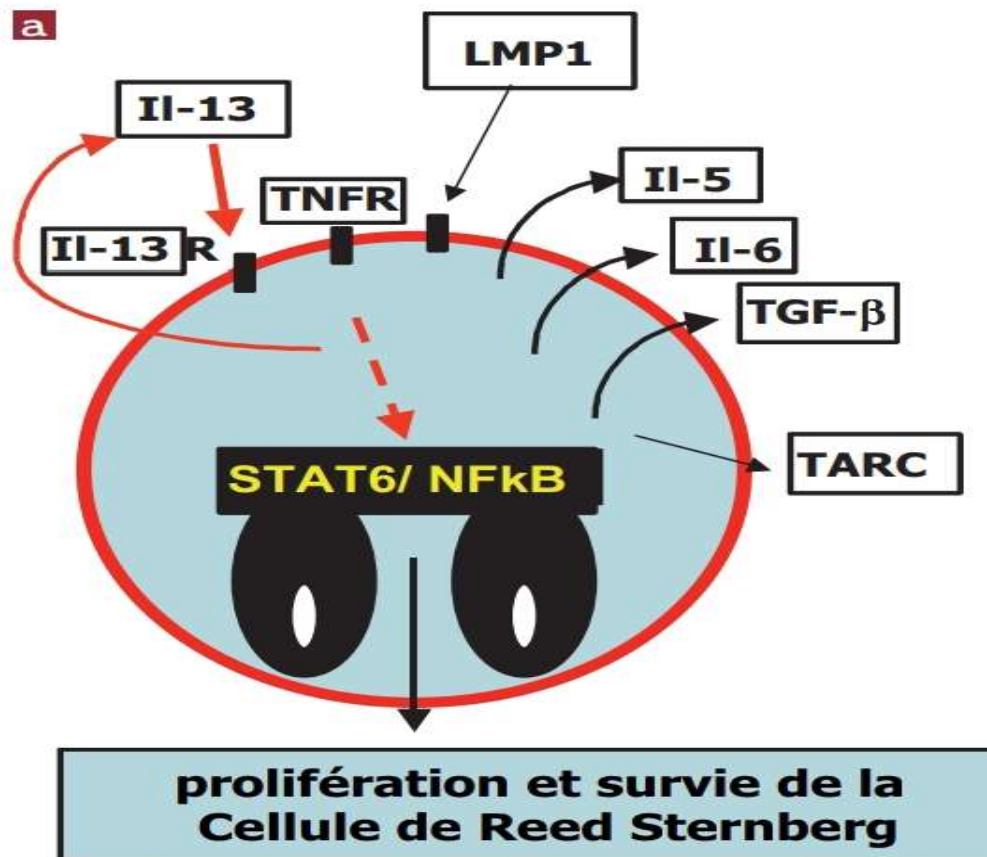 a
LMP1
Il-13
Il-5
TNFR
Il-13 R
Il-6
TGF-β
TARC
STAT6/ NFkB
prolifération et survie de la
Cellule de Reed Sternberg